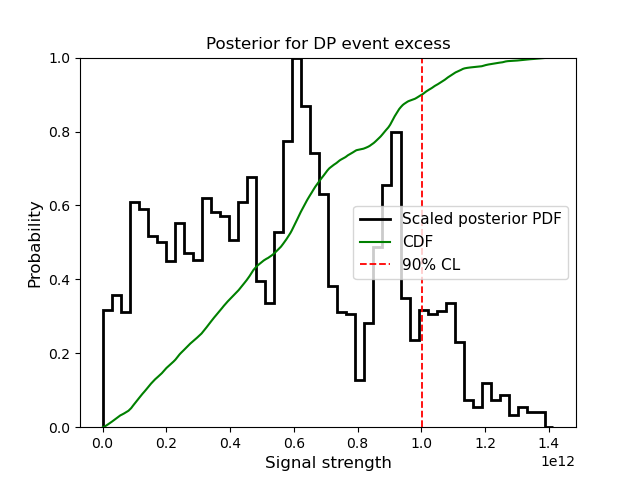 Posterior for DP event excess
Probability
1.0
0.8
0.6
0.4
0.2
0.0
Scaled posterior PDF
CDF
90% CL
0.0 0.2 0.4 0.6 0.8 1.0 1.2 1.4
1e12
Signal strength